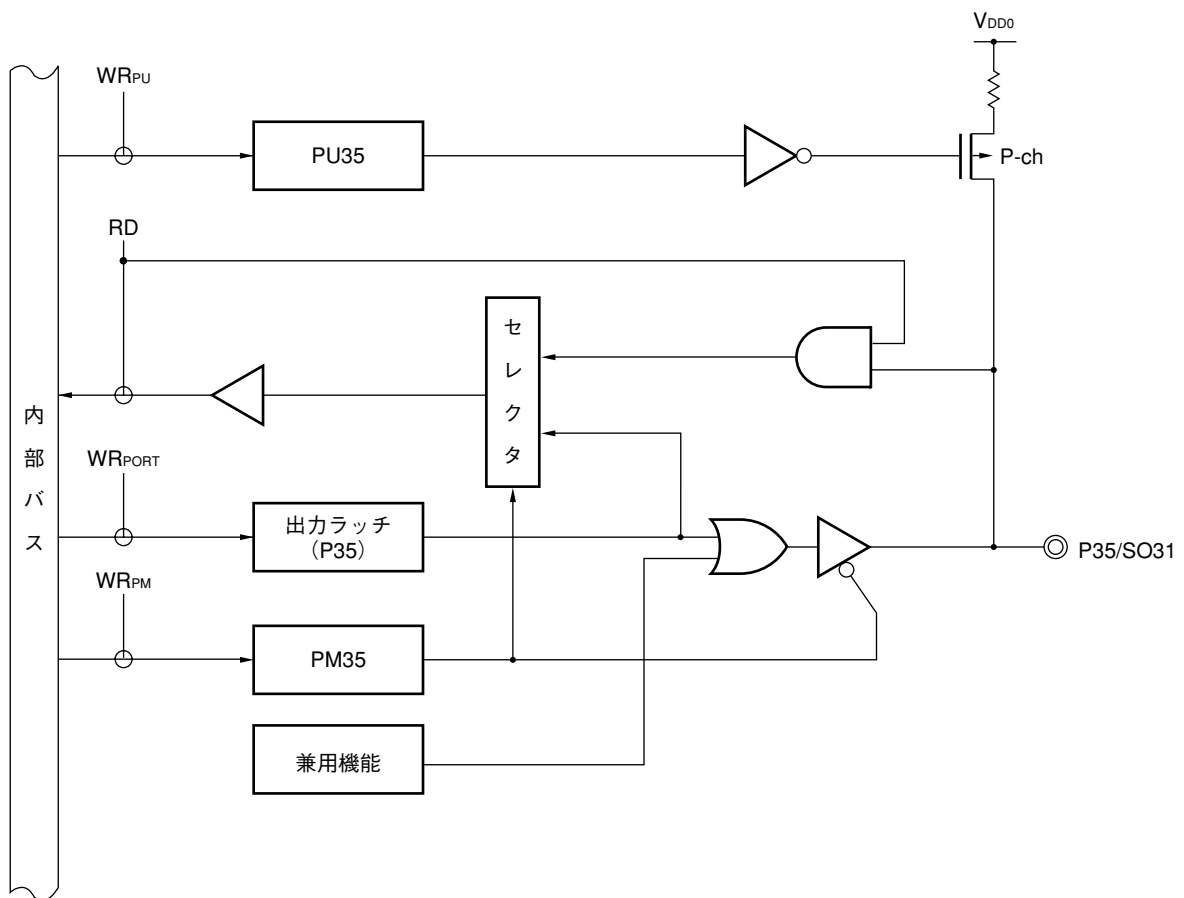 VDD0
WRPU
PU35
P-ch
RD
セレクタ
内部バス
WRPORT
出力ラッチ
（P35）
P35/SO31
WRPM
PM35
兼用機能